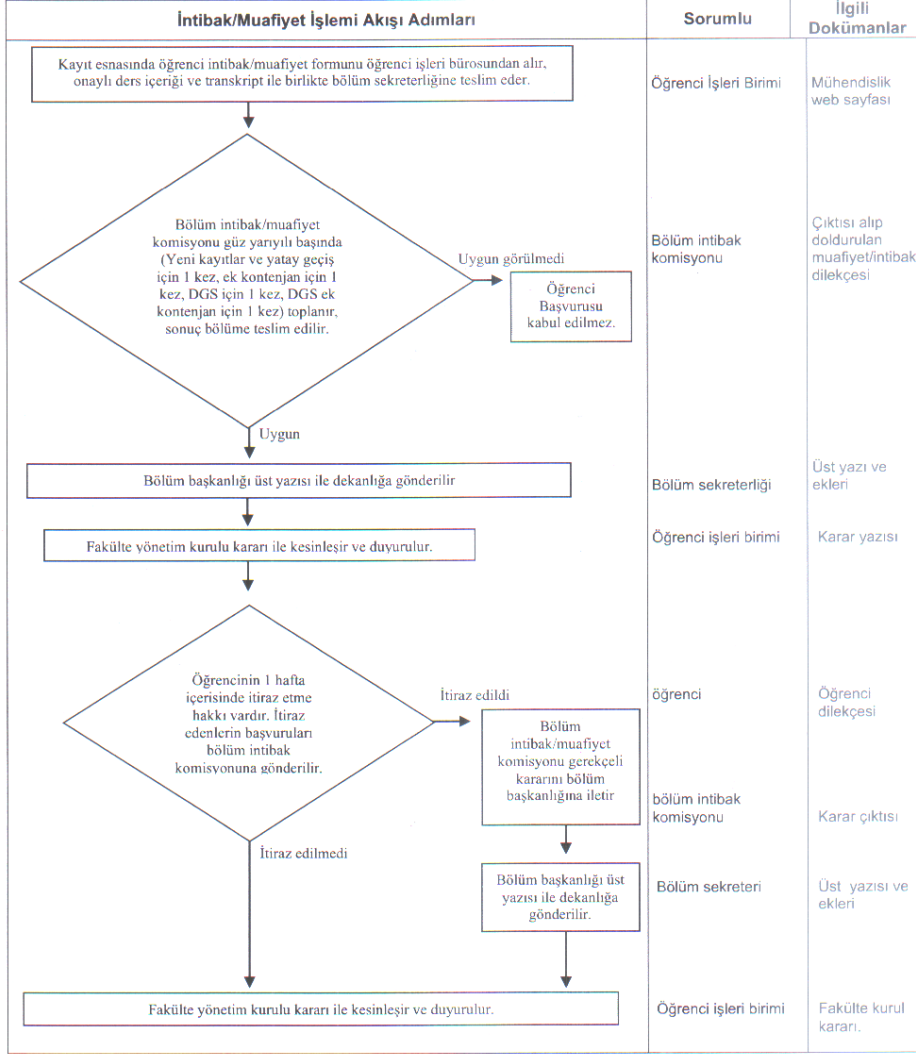 İntibak/Muafiyet İşlemi Akışı Adımları
Sorumlu
İlgili
Dokümanlar
Kayıt esnasında öğrenci intibak/muafiyet formunu öğrenci işleri bürosundan alır,
onaylı ders içeriği ve transkript ile birlikte bölüm sekreterliğine teslim eder.
Öğrenci İşleri Birimi
Mühendislik
web sayfası
Bölüm intibak/muafiyet
komisyonu güz yarıyılı başında
(Yeni kayıtlar ve yatay geçiş
için 1 kez, ek kontenjan için 1
kez, DGS için 1 kez, DGS ek
kontenjan için 1 kez) toplanır,
sonuç bölüme teslim edilir.
Uygun görülmedi
Öğrenci
Başvurusu
kabul edilmez.
Bölüm intibak
komisyonu
Çıktısı alıp
doldurulan
muafiyet/intibak
dilekçesi
Uygun
Bölüm başkanlığı üst yazısı ile dekanlığa gönderilir
Bölüm sekreterliği
Üst yazı ve
ekleri
Fakülte yönetim kurulu kararı ile kesinleşir ve duyurulur.
Öğrenci işleri birimi
Karar yazısı
Öğrencinin 1 hafta
içerisinde itiraz etme
hakkı vardır. İtiraz
edenlerin başvuruları
bölüm intibak
komisyonuna gönderilir.
İtiraz edildi
öğrenci
Öğrenci
dilekçesi
Bölüm
intibak/muafiyet
komisyonu gerekçeli
kararını bölüm
başkanlığına iletir
bölüm intibak
komisyonu
Karar çıktısı
İtiraz edilmedi
Bölüm başkanlığı üst
yazısı ile dekanlığa
gönderilir.
Bölüm sekreteri
Üst yazısı ve
ekleri
Fakülte yönetim kurulu kararı ile kesinleşir ve duyurulur.
Öğrenci işleri birimi
Fakülte kurul
kararı.